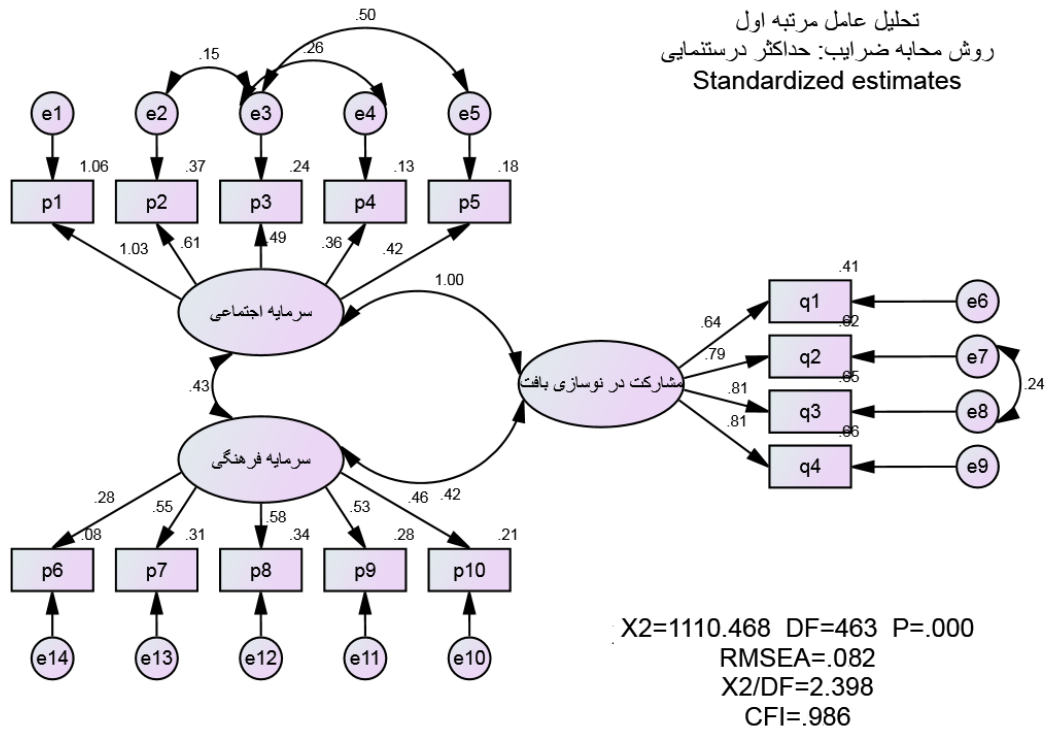 تحلیل عامل مرتبه اول
روش محابه ضرایب: حداکثر درستنمایی
Standardized estimates
.50
.15
.26
e1
e2
e3
e4
e5
1.06
.37
.24
.13
.18
p1
p2
p3
p4
p5
1.03
.61
.49
.36
.42
سرمایه اجتماعی
1.00
.43
مشارکت در نوسازی بافت
.64
.79
.81
.81
.41
q1
e6
.62
q2
e7
.65
q3
e8
.24
.66
q4
e9
سرمایه فرهنگی
.42
.28
.55
.58
.53
.46
.08
.31
.34
.28
.21
p6
p7
p8
p9
p10
e14
e13
e12
e11
e10
X2=1110.468 DF=463 P=.000
RMSEA=.082
X2/DF=2.398
CFI=.986